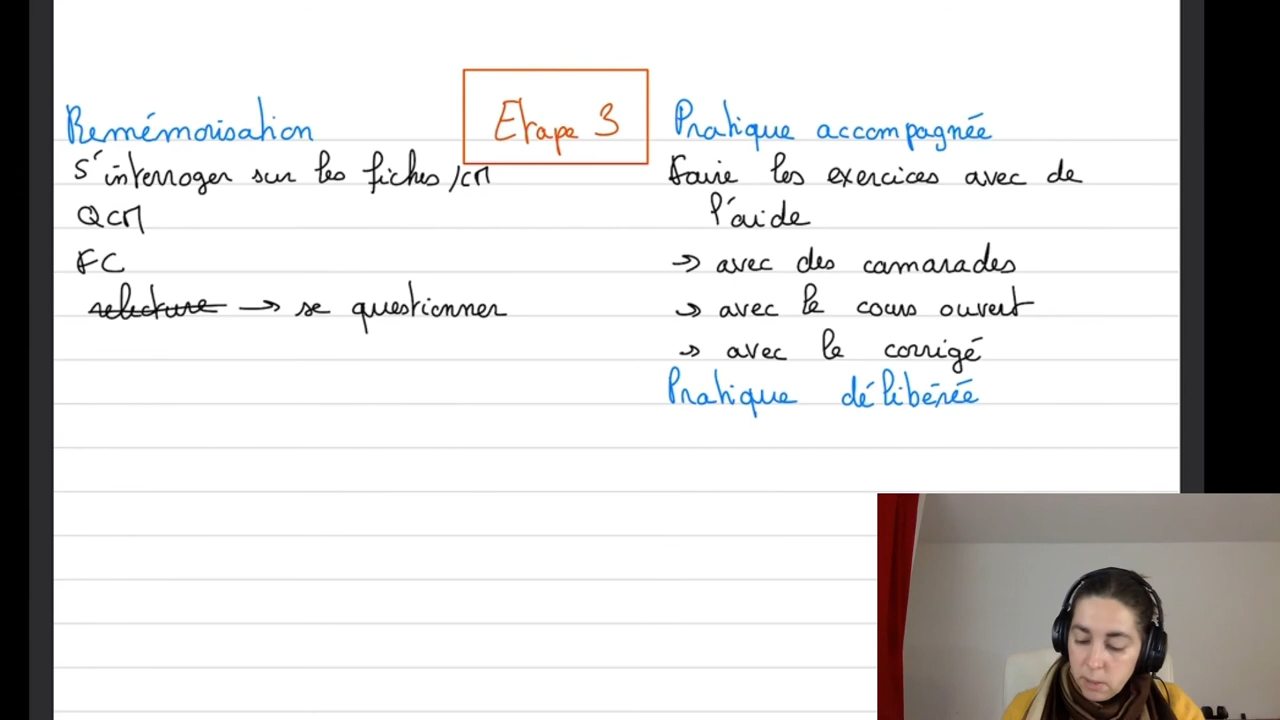 Etape 3
Remémorisation
S'interroger sur les fiches/CM
QCM
FC
relecture → se questionner
Pratique accompagnée
Faire les exercices avec de
l'aide
→ avec des camarades
→ avec le cours ouvert
→ avec le corrigé
Pratique délibérée